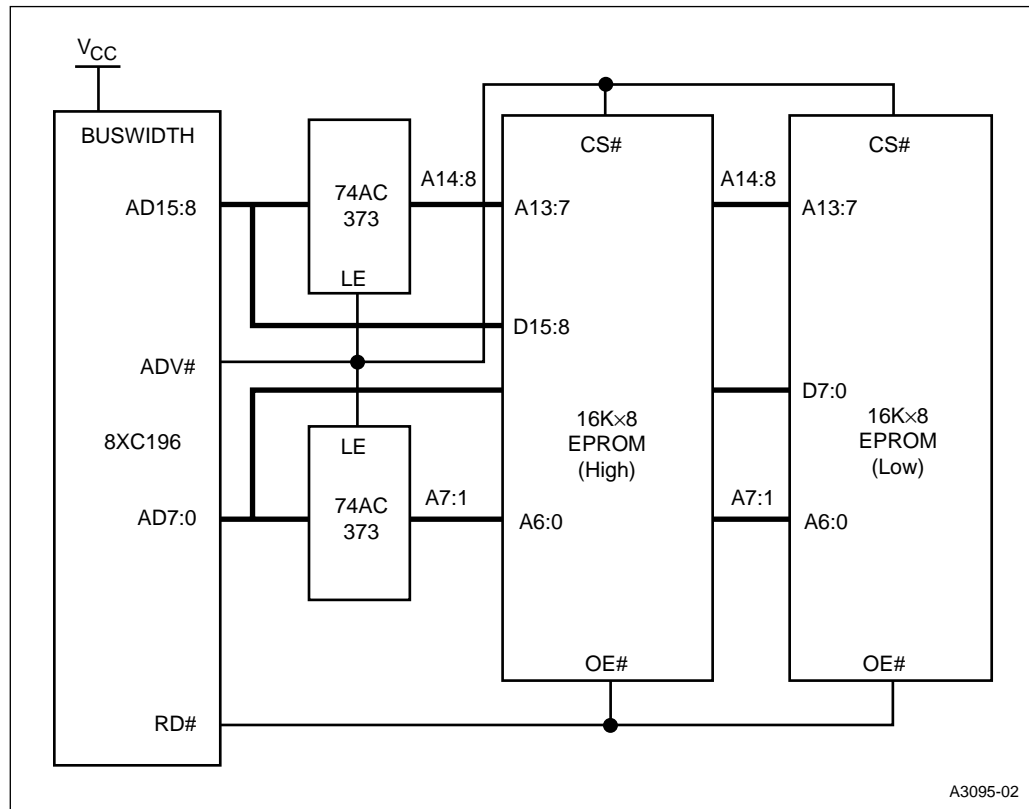 VCC
BUSWIDTH
AD15:8
ADV#
8XC196
AD7:0
RD#
74AC
373
LE
LE
74AC
373
A14:8
A7:1
CS#
A13:7
D15:8
16K×8
EPROM
(High)
A6:0
OE#
A14:8
A7:1
CS#
A13:7
D7:0
16K×8
EPROM
(Low)
A6:0
OE#
A3095-02